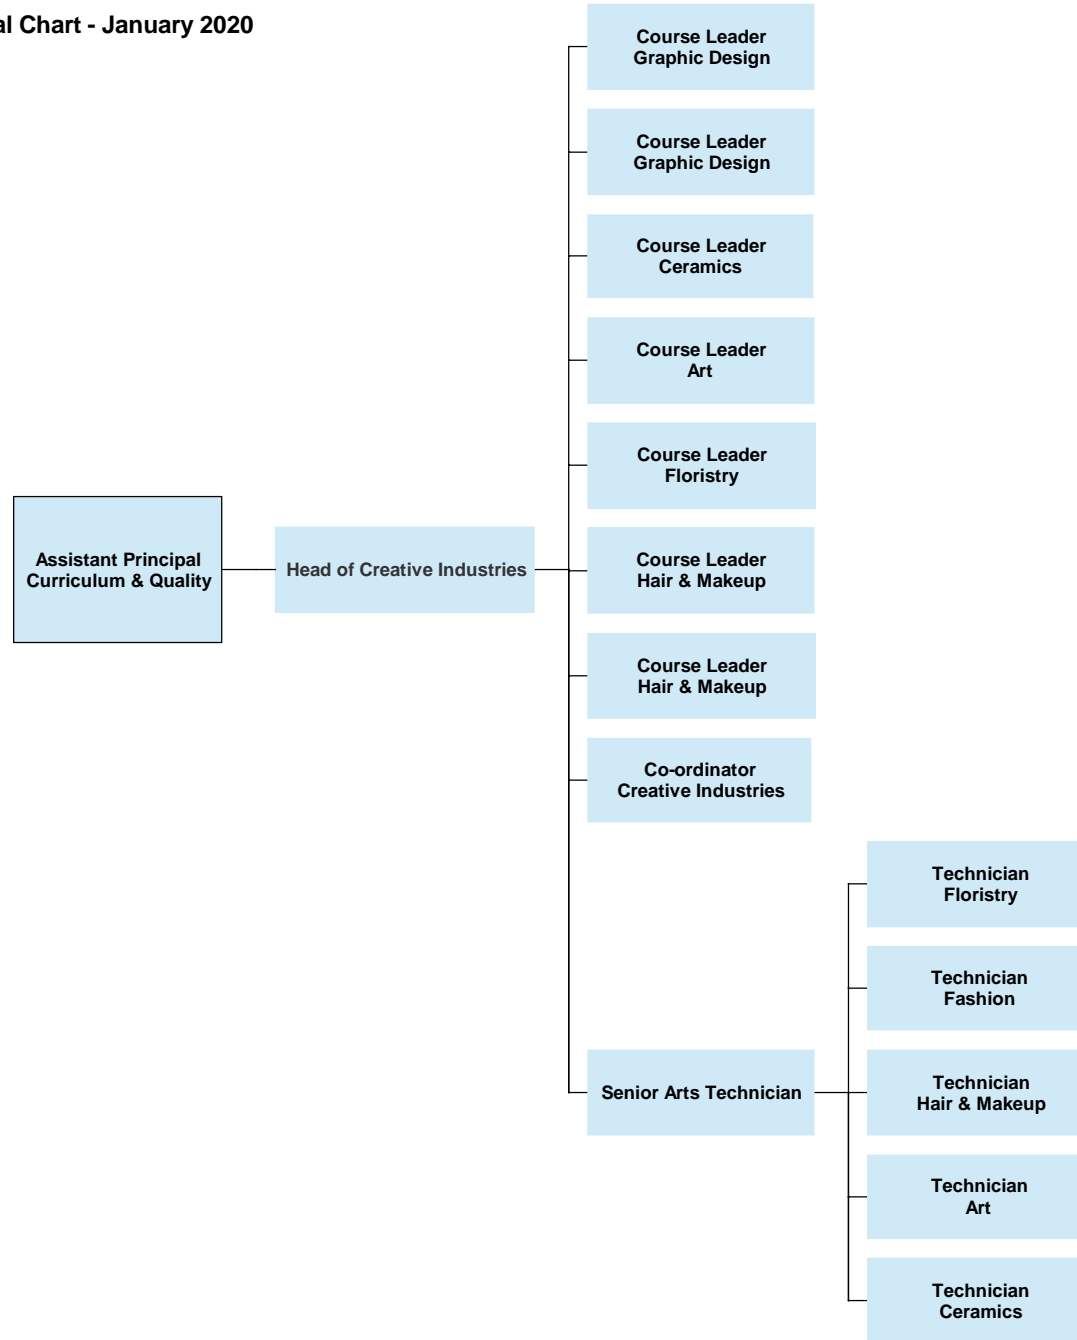 al Chart - January 2020
Course Leader
Graphic Design
Course Leader
Graphic Design
Course Leader
Ceramics
Course Leader
Art
Course Leader
Floristry
Assistant Principal
Curriculum & Quality
Head of Creative Industries
Course Leader
Hair & Makeup
Course Leader
Hair & Makeup
Co-ordinator
Creative Industries
Technician
Floristry
Technician
Fashion
Senior Arts Technician
Technician
Hair & Makeup
Technician
Art
Technician
Ceramics